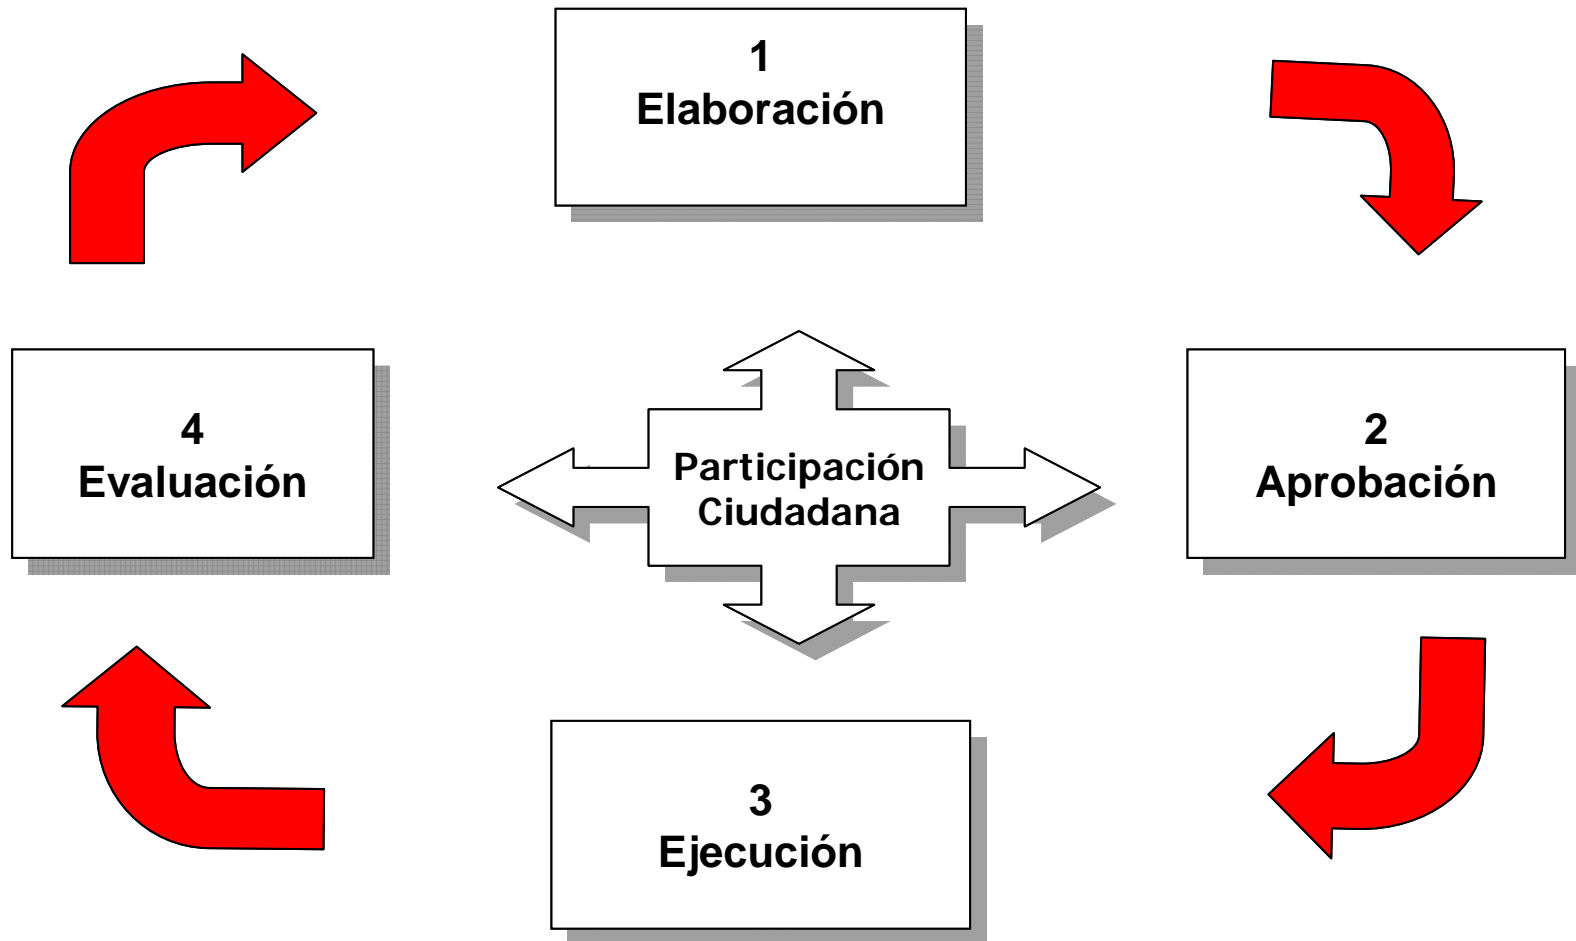 1
Elaboración
4
Evaluación
Participación
Ciudadana
2
Aprobación
3
Ejecución